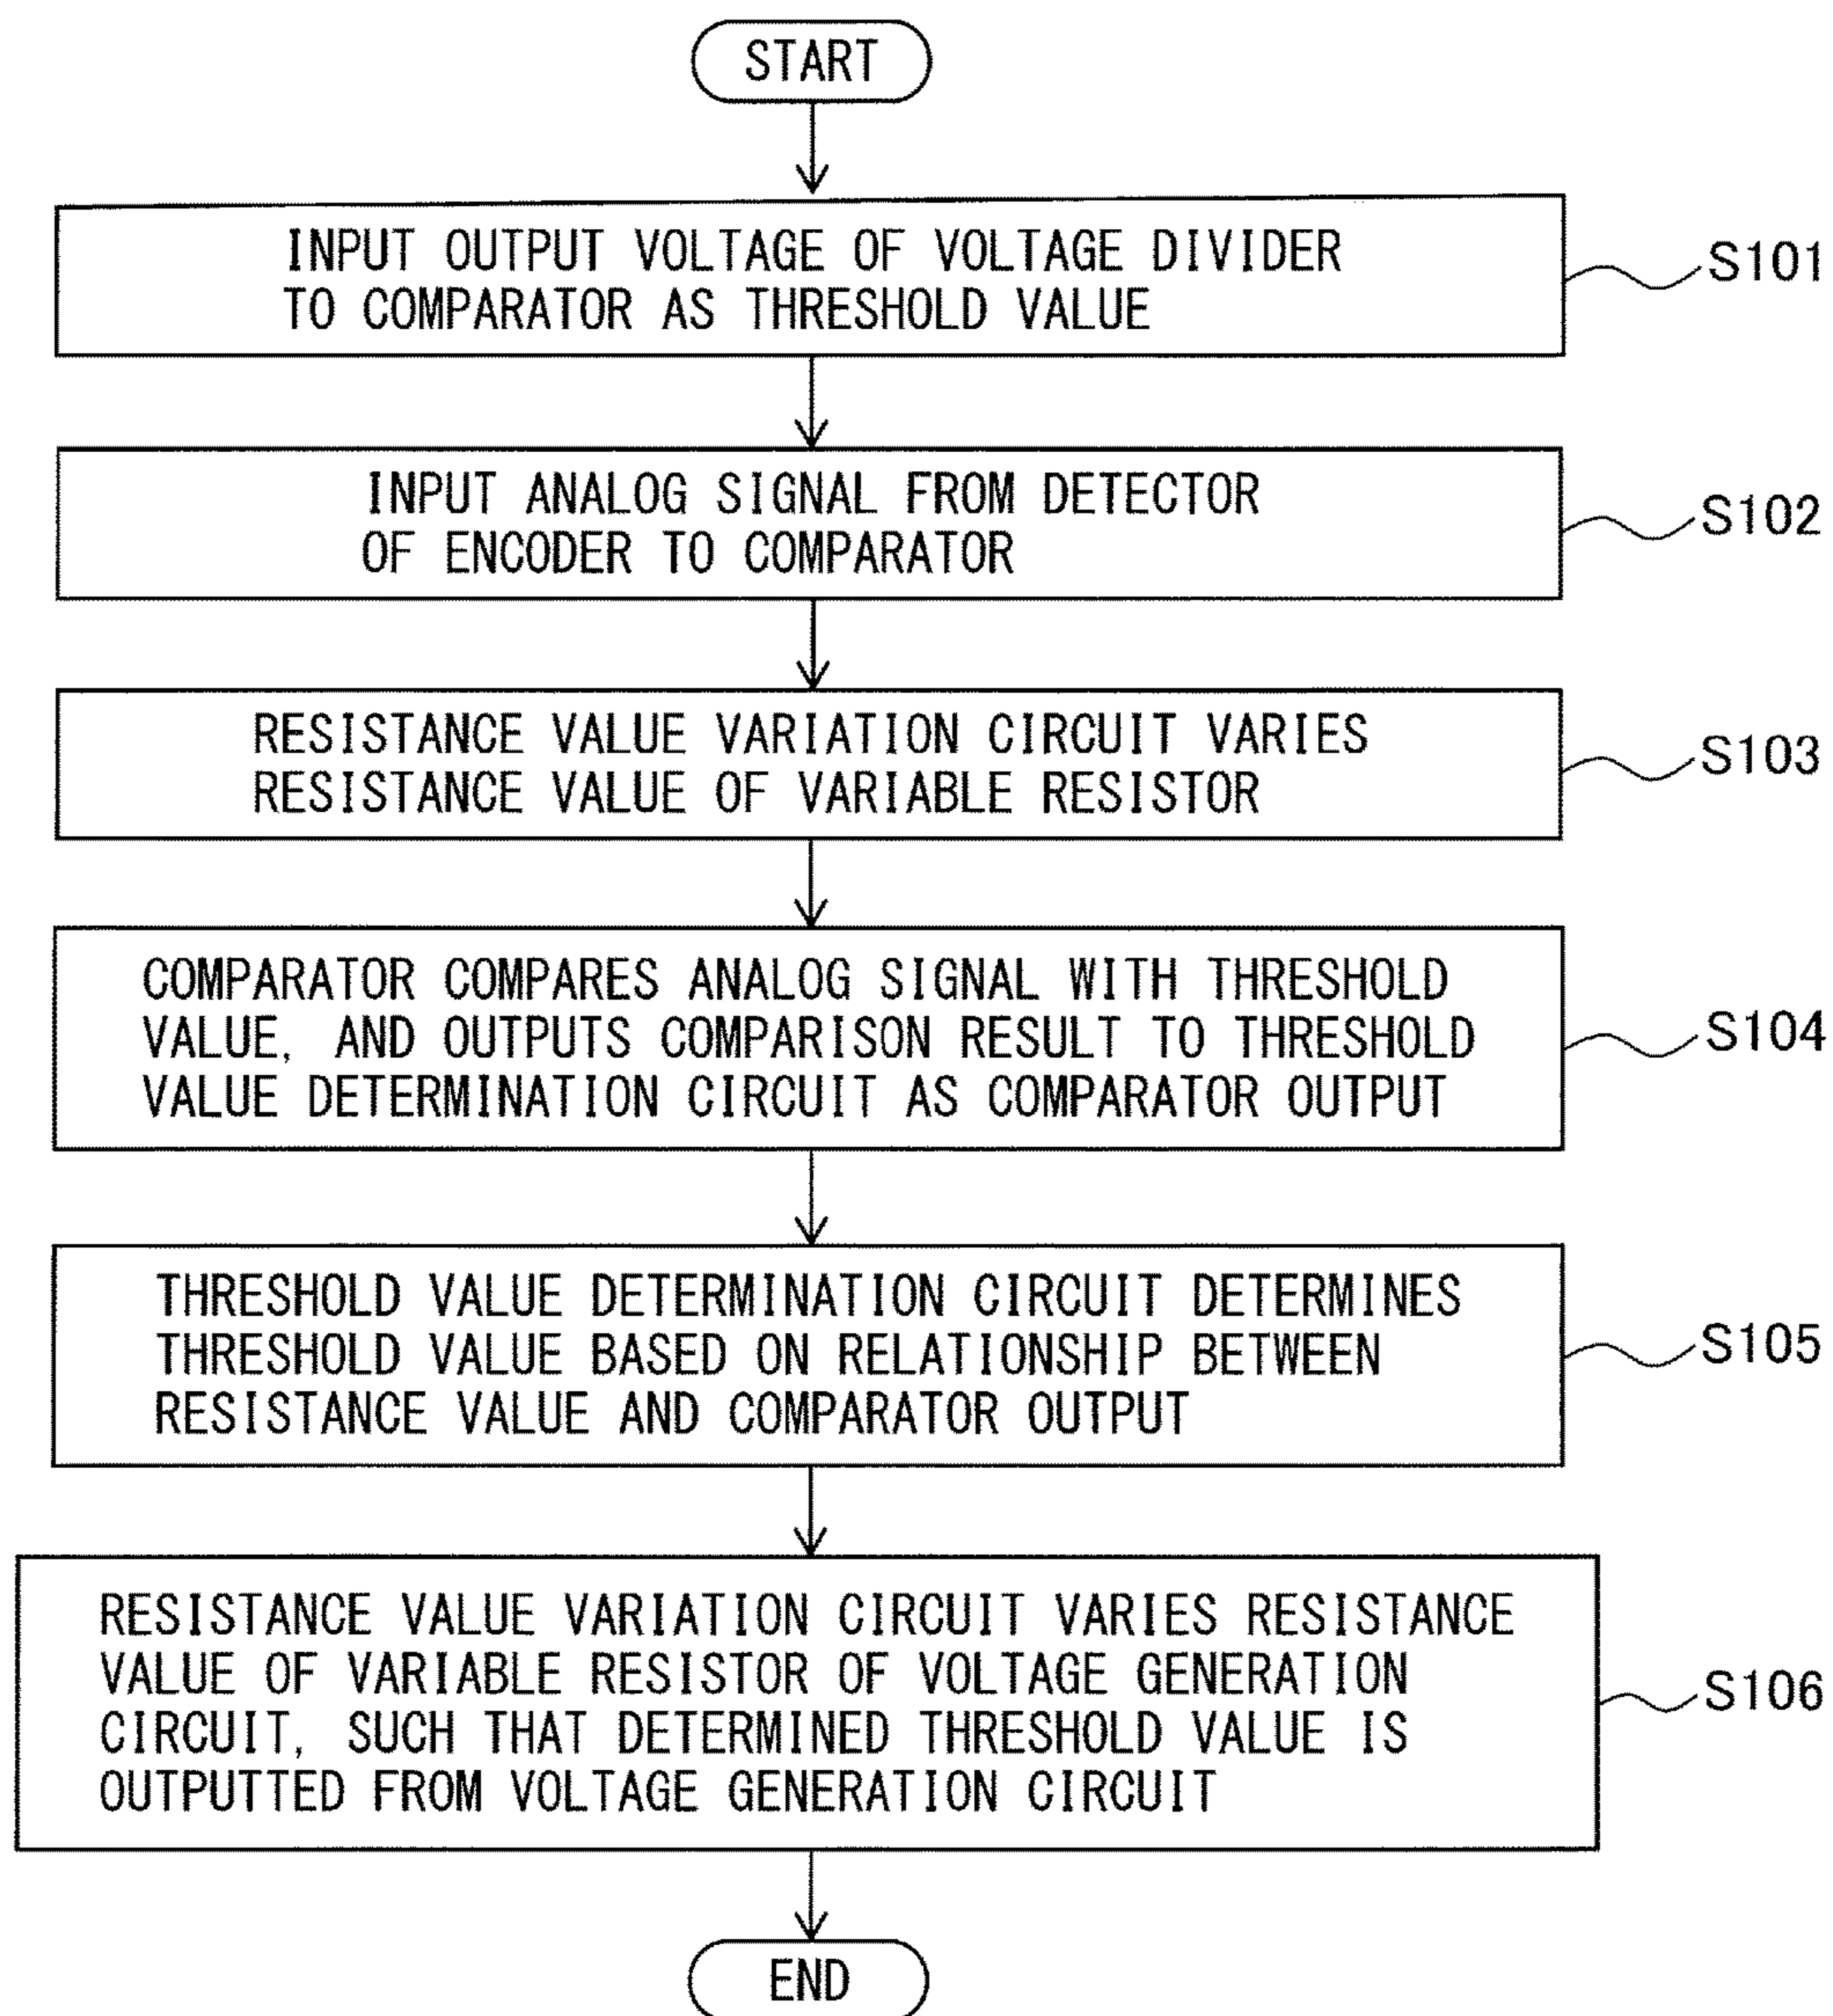 START
INPUT OUTPUT VOLTAGE OF VOLTAGE DIVIDER
TO COMPARATOR AS THRESHOLD VALUE
S101
INPUT ANALOG SIGNAL FROM DETECTOR
OF ENCODER TO COMPARATOR
S102
RESISTANCE VALUE VARIATION CIRCUIT VARIES
RESISTANCE VALUE OF VARIABLE RESISTOR
S103
COMPARATOR COMPARES ANALOG SIGNAL WITH THRESHOLD
VALUE, AND OUTPUTS COMPARISON RESULT TO THRESHOLD
VALUE DETERMINATION CIRCUIT AS COMPARATOR OUTPUT
S104
THRESHOLD VALUE DETERMINATION CIRCUIT DETERMINES
THRESHOLD VALUE BASED ON RELATIONSHIP BETWEEN
RESISTANCE VALUE AND COMPARATOR OUTPUT
S105
RESISTANCE VALUE VARIATION CIRCUIT VARIES RESISTANCE
VALUE OF VARIABLE RESISTOR OF VOLTAGE GENERATION
CIRCUIT, SUCH THAT DETERMINED THRESHOLD VALUE IS
OUTPUTTED FROM VOLTAGE GENERATION CIRCUIT
S106
END